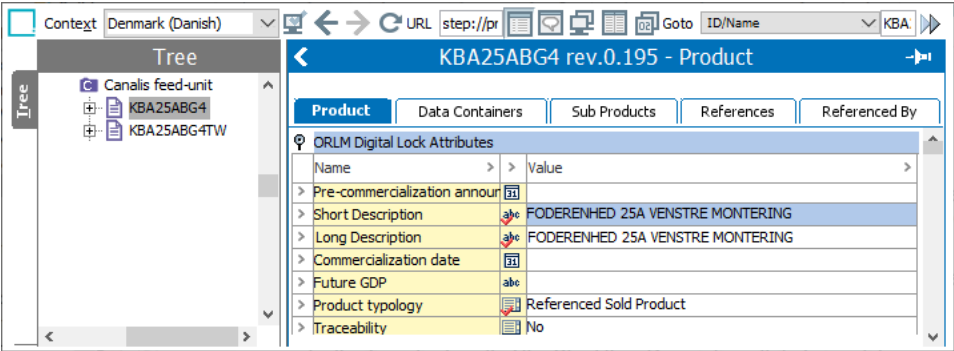 Context Denmark (Danish) URL step://pr Goto ID/Name KBA
Tree
Tree
Canalis feed-unit
KBA25ABG4
KBA25ABG4TW
KBA25ABG4 rev.0.195 - Product
Product Data Containers Sub Products References Referenced By
ORLM Digital Lock Attributes
Name > > Value >
> Pre-commercialization announ 31
> Short Description abc FODERENHED 25A VENSTRE MONTERING
> Long Description abc FODERENHED 25A VENSTRE MONTERING
> Commercialization date 31
> Future GDP abc
> Product typology Referenced Sold Product
> Traceability No